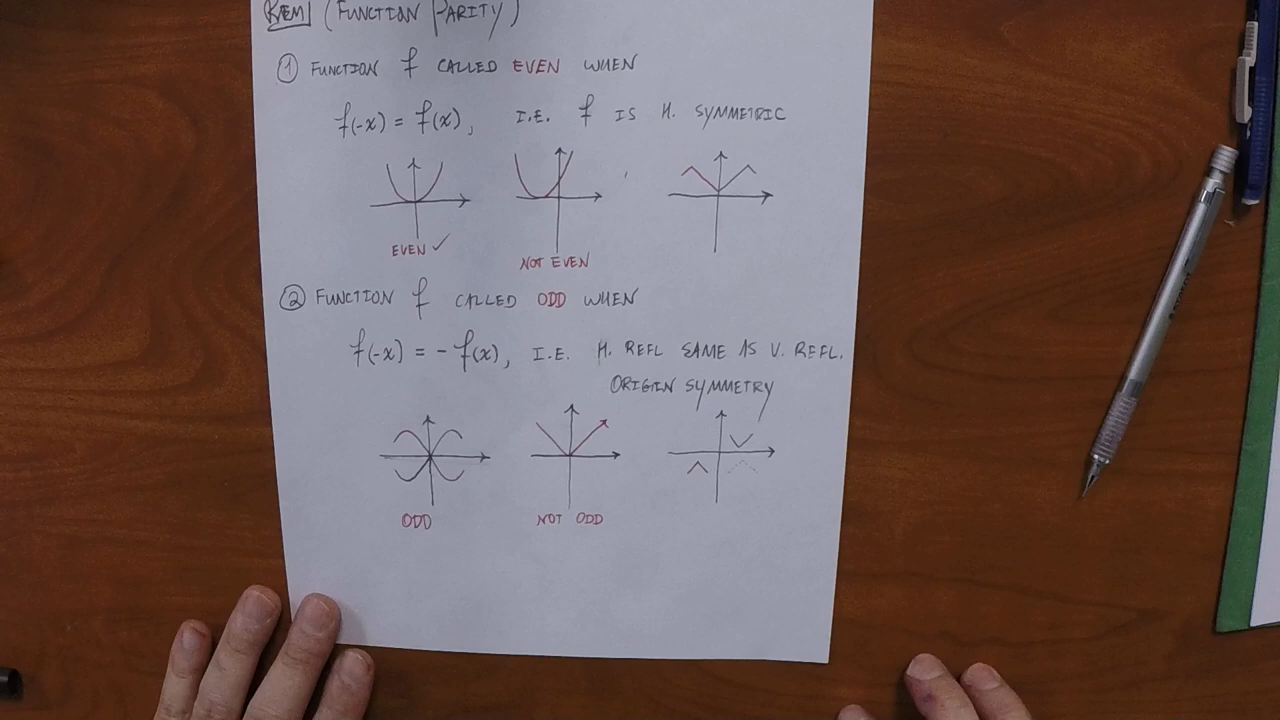 REM (FUNCTION PARITY)
① FUNCTION f CALLED EVEN WHEN
f(-x) = f(x), I.E. f IS H. SYMMETRIC
EVEN ✓ NOT EVEN
② FUNCTION f CALLED ODD WHEN
f(-x) = - f(x), I.E. H. REFL SAME AS V. REFL.
ORIGIN SYMMETRY
ODD NOT ODD